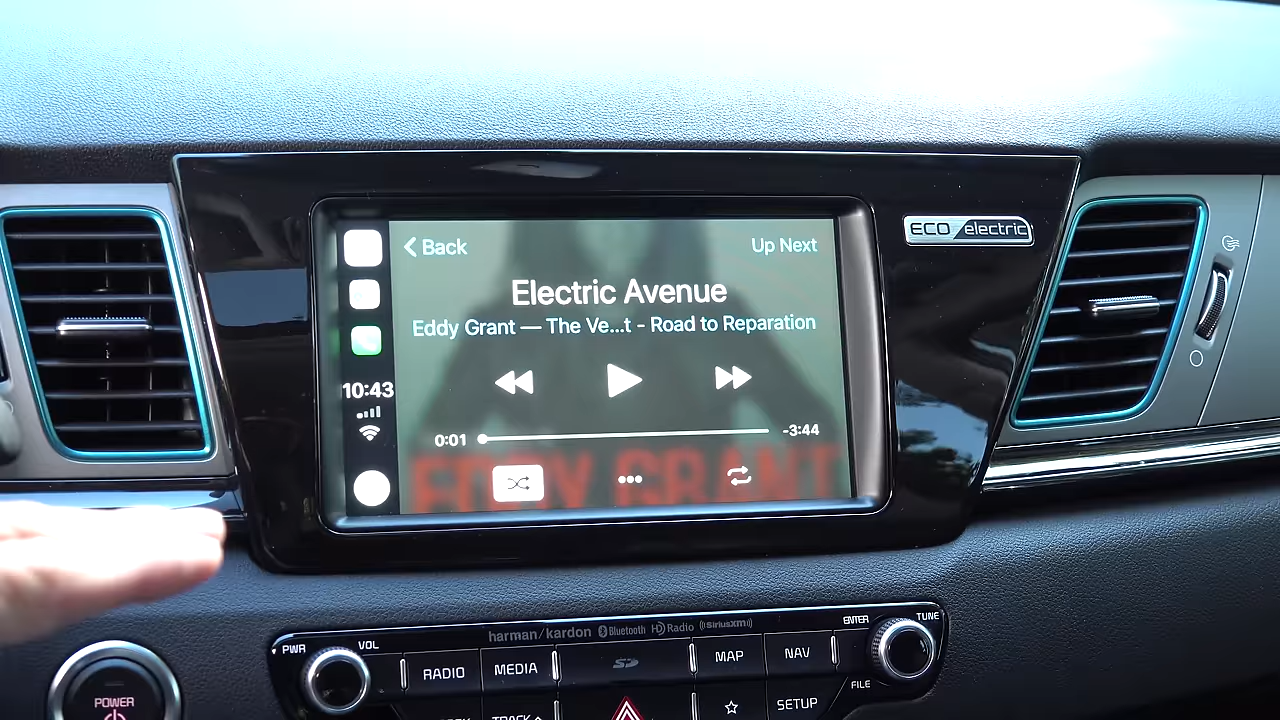 Back
Up Next
ECO electric
Electric Avenue
Eddy Grant — The Ve...t - Road to Reparation
10:43
0:01
-3:44
EDDY GRANT
harman/kardon Bluetooth HD Radio ((SiriusXM))
PWR
VOL
ENTER
TUNE
RADIO
MEDIA
SD
MAP
NAV
FILE
POWER
TRACK
SETUP